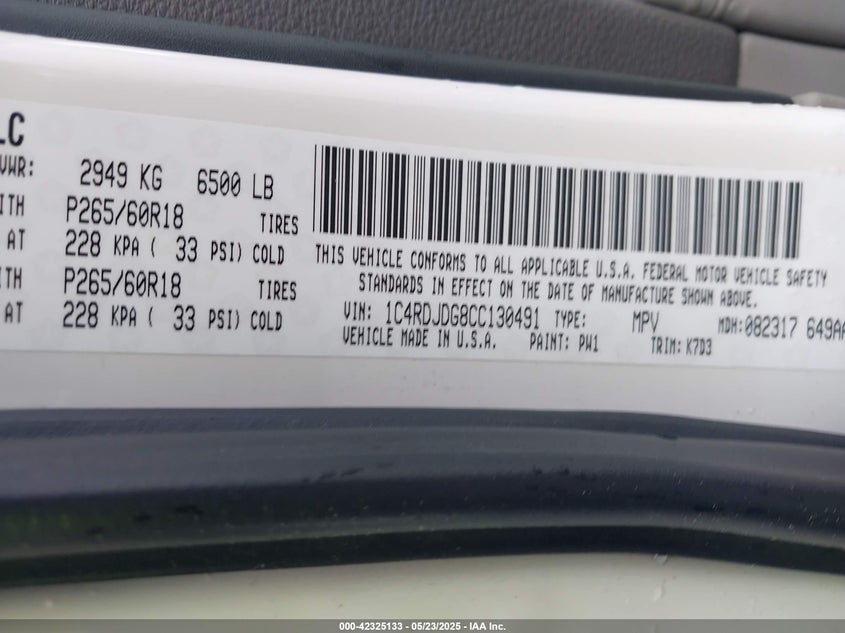 LC
VWR: 2949 KG 6500 LB
ITH P265/60R18 TIRES
AT 228 KPA ( 33 PSI) COLD
ITH P265/60R18 TIRES
AT 228 KPA ( 33 PSI) COLD
THIS VEHICLE CONFORMS TO ALL APPLICABLE U.S.A. FEDERAL MOTOR VEHICLE SAFETY
STANDARDS IN EFFECT ON THE DATE OF MANUFACTURE SHOWN ABOVE.
VIN: 1C4RDJDG8CC130491 TYPE: MPV MDH:082317 649AA
VEHICLE MADE IN U.S.A. PAINT: PW1 TRIM: K7D3
000-42325133 - 05/23/2025 - IAA Inc.